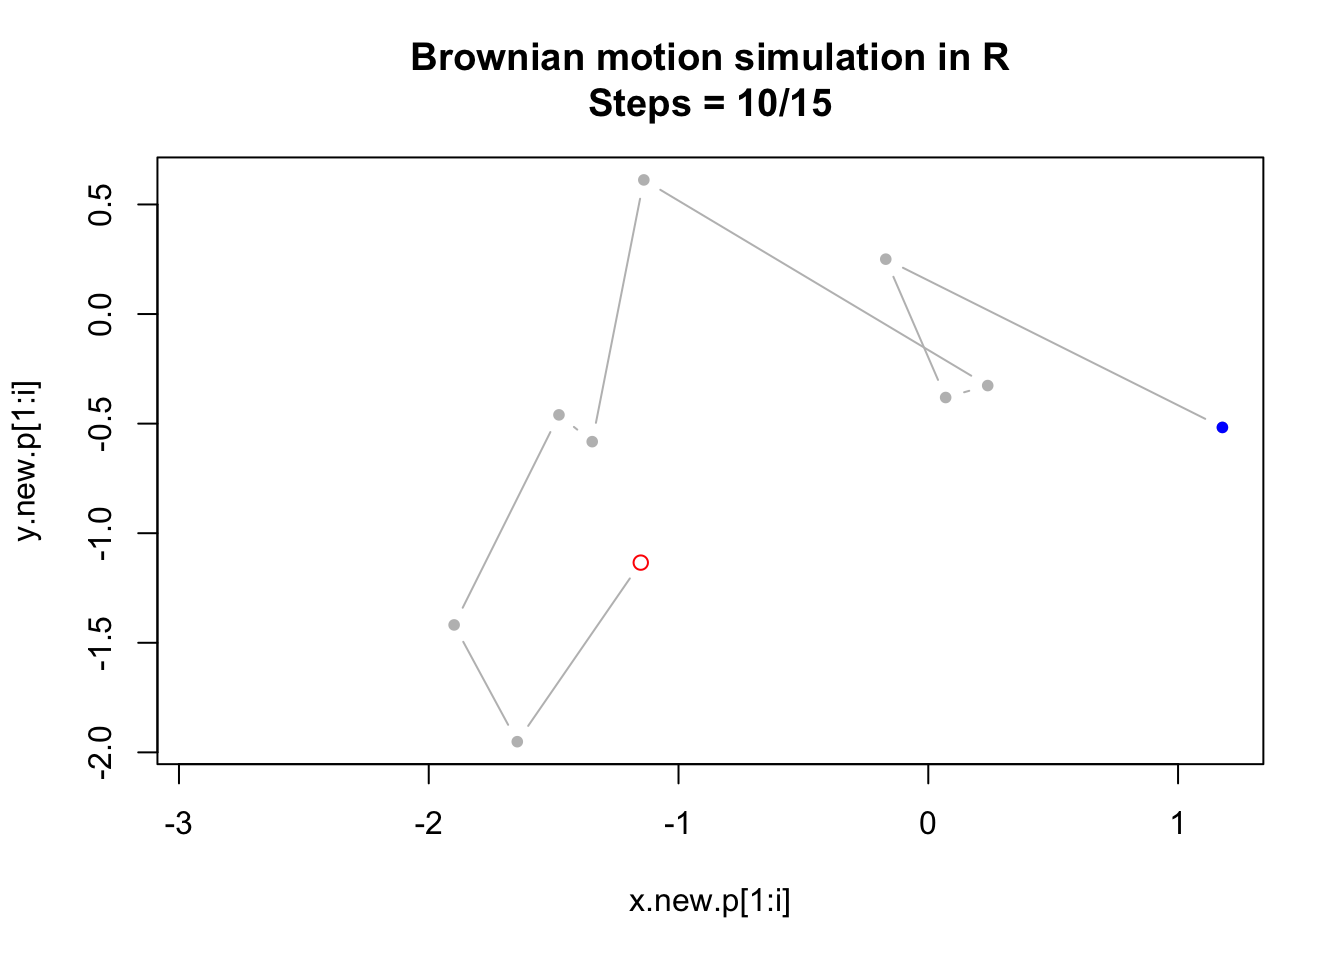 Brownian motion simulation in R
Steps = 10/15
0.5
0.0
-0.5
-1.0
-1.5
-2.0
y.new.p[1:i]
-3 -2 -1 0 1
x.new.p[1:i]